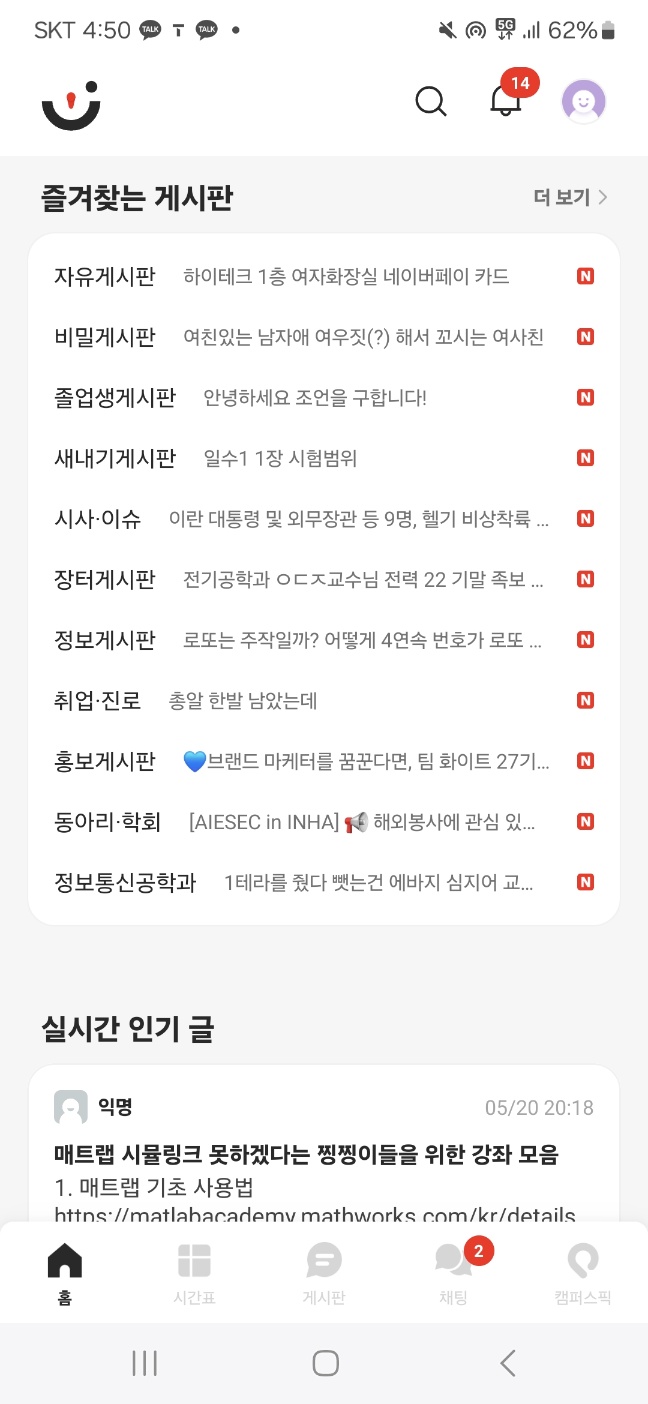 SKT 4:50 TALK T TALK
5G 62%
14
즐겨찾는 게시판 더 보기
자유게시판 하이테크 1층 여자화장실 네이버페이 카드 N
비밀게시판 여친있는 남자애 여우짓(?) 해서 꼬시는 여사친 N
졸업생게시판 안녕하세요 조언을 구합니다! N
새내기게시판 일수1 1장 시험범위 N
시사·이슈 이란 대통령 및 외무장관 등 9명, 헬기 비상착륙 ... N
장터게시판 전기공학과 ㅇㄷㅈ교수님 전력 22 기말 족보 ... N
정보게시판 로또는 주작일까? 어떻게 4연속 번호가 로또 ... N
취업·진로 총알 한발 남았는데 N
홍보게시판 💙브랜드 마케터를 꿈꾼다면, 팀 화이트 27기... N
동아리·학회 [AIESEC in INHA] 📢 해외봉사에 관심 있... N
정보통신공학과 1테라를 줬다 뺏는건 에바지 심지어 교... N
실시간 인기 글
익명 05/20 20:18
매트랩 시뮬링크 못하겠다는 찡찡이들을 위한 강좌 모음
1. 매트랩 기초 사용법
https://matlabacademy.mathworks.com/kr/details
2
홈 시간표 게시판 채팅 캠퍼스픽